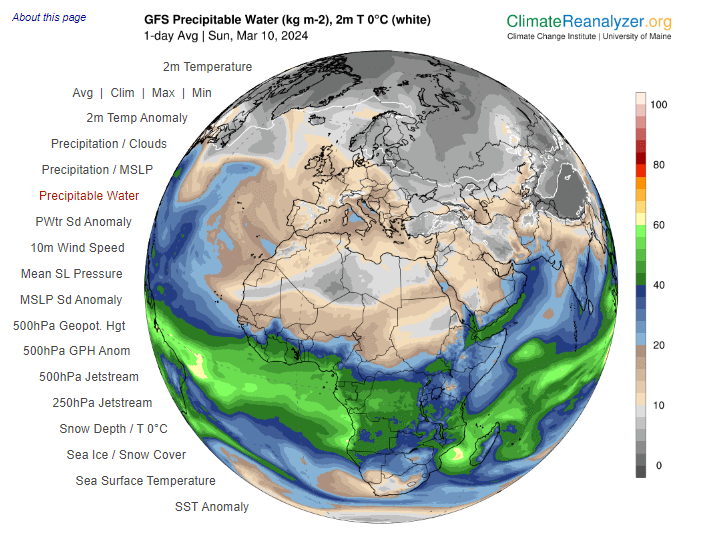 About this page
GFS Precipitable Water (kg m-2), 2m T 0°C (white)
1-day Avg | Sun, Mar 10, 2024
ClimateReanalyzer.org
Climate Change Institute | University of Maine
2m Temperature
Avg | Clim | Max | Min
2m Temp Anomaly
Precipitation / Clouds
Precipitation / MSLP
Precipitable Water
PWtr Sd Anomaly
10m Wind Speed
Mean SL Pressure
MSLP Sd Anomaly
500hPa Geopot. Hgt
500hPa GPH Anom
500hPa Jetstream
250hPa Jetstream
Snow Depth / T 0°C
Sea Ice / Snow Cover
Sea Surface Temperature
SST Anomaly
100
80
60
40
20
10
0